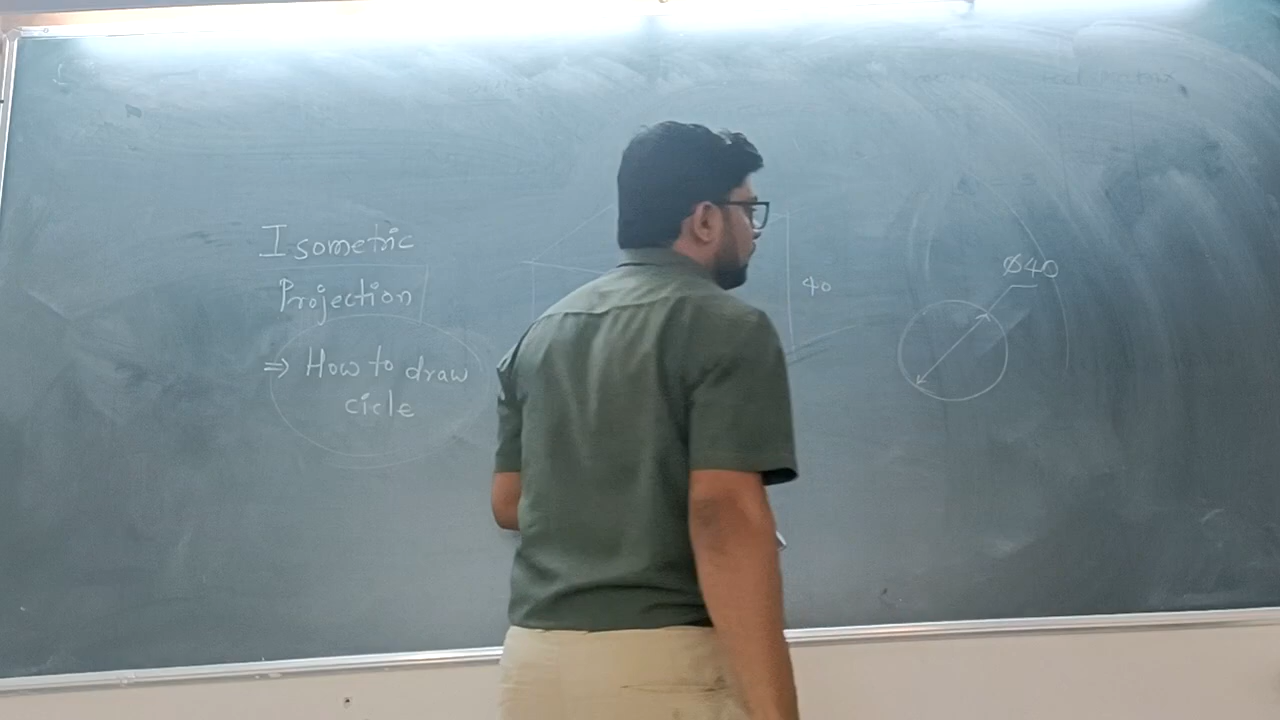 Isometric
Projection
⇒ How to draw
cicle
40
Ø40